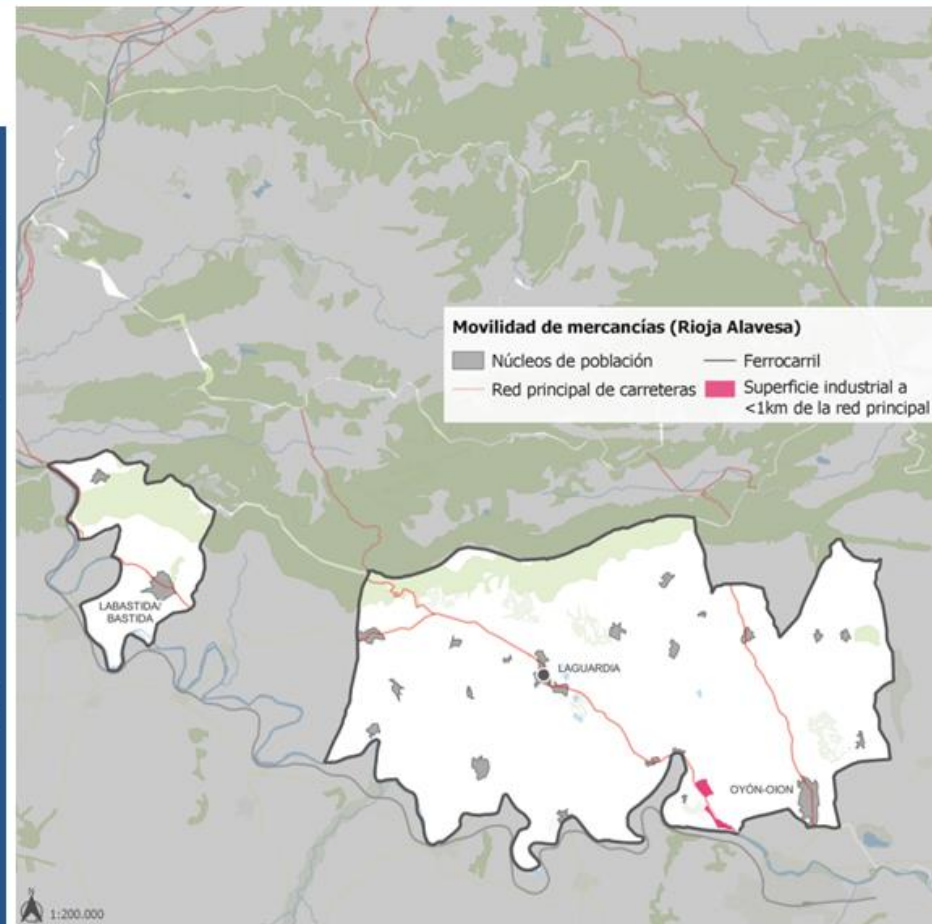 Movilidad de mercancías (Rioja Alavesa)
Núcleos de población
Ferrocarril
Red principal de carreteras
Superficie industrial a
<1km de la red principal
LABASTIDA/
BASTIDA
LAGUARDIA
OYÓN-OION
N
1:200.000